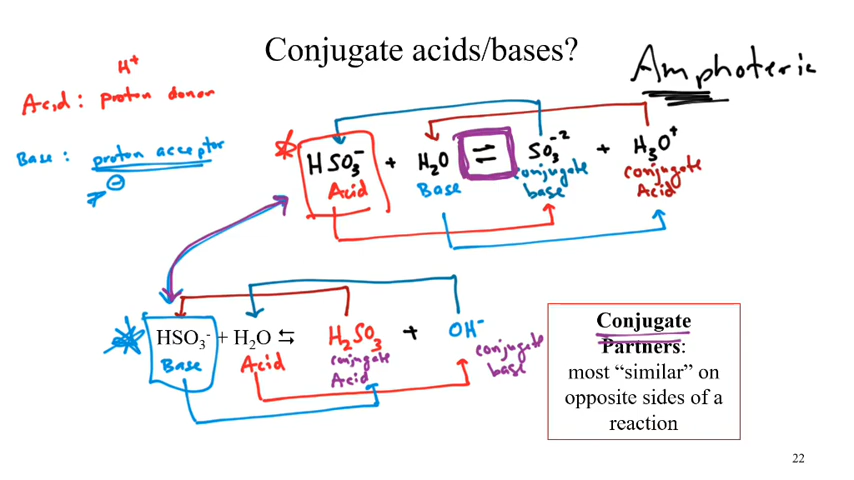 Conjugate acids/bases?
Amphoteric
H⁺
Acid: proton donor
Base: proton acceptor
⊖
HSO₃⁻ + H₂O ⇌ SO₃⁻² + H₃O⁺
Acid Base conjugate base conjugate Acid
HSO₃⁻ + H₂O ⇆ H₂SO₃ + OH⁻
Base Acid conjugate Acid conjugate base
Conjugate
Partners:
most “similar” on
opposite sides of a
reaction
22